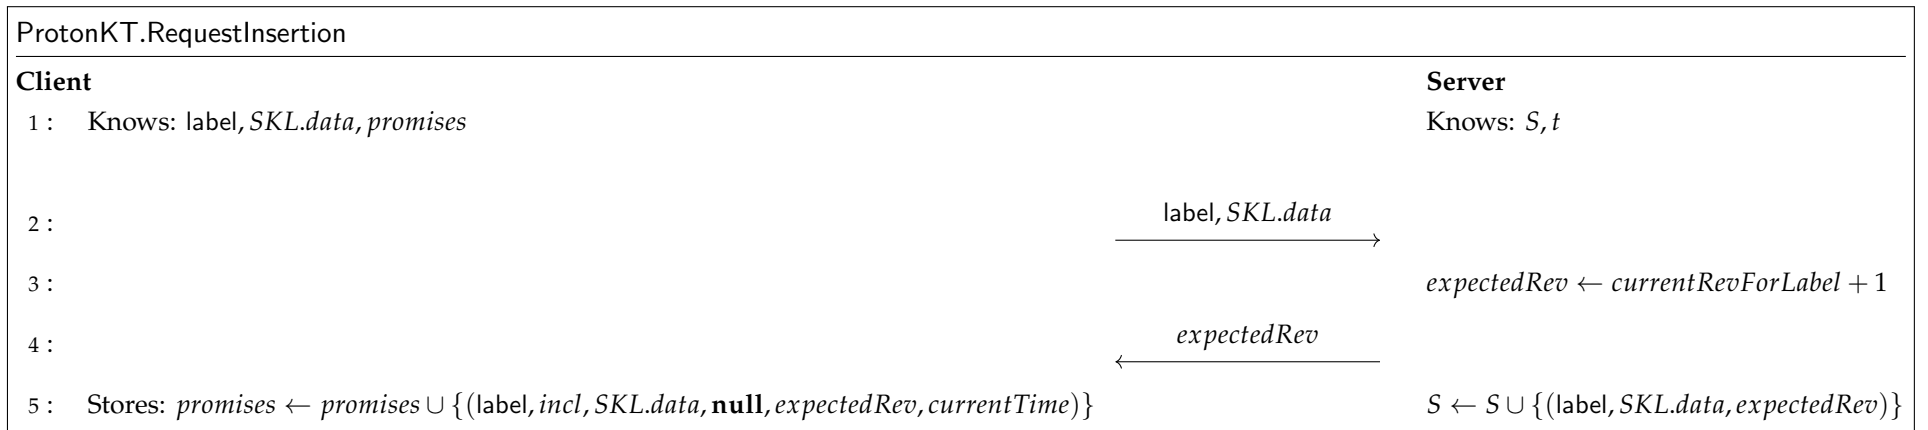 ProtonKT.RequestInsertion
Client Server
1 : Knows: label, SKL.data, promises Knows: S, t
2 : label, SKL.data
3 : expectedRev ← currentRevForLabel + 1
4 : expectedRev
5 : Stores: promises ← promises ∪ {(label, incl, SKL.data, null, expectedRev, currentTime)} S ← S ∪ {(label, SKL.data, expectedRev)}